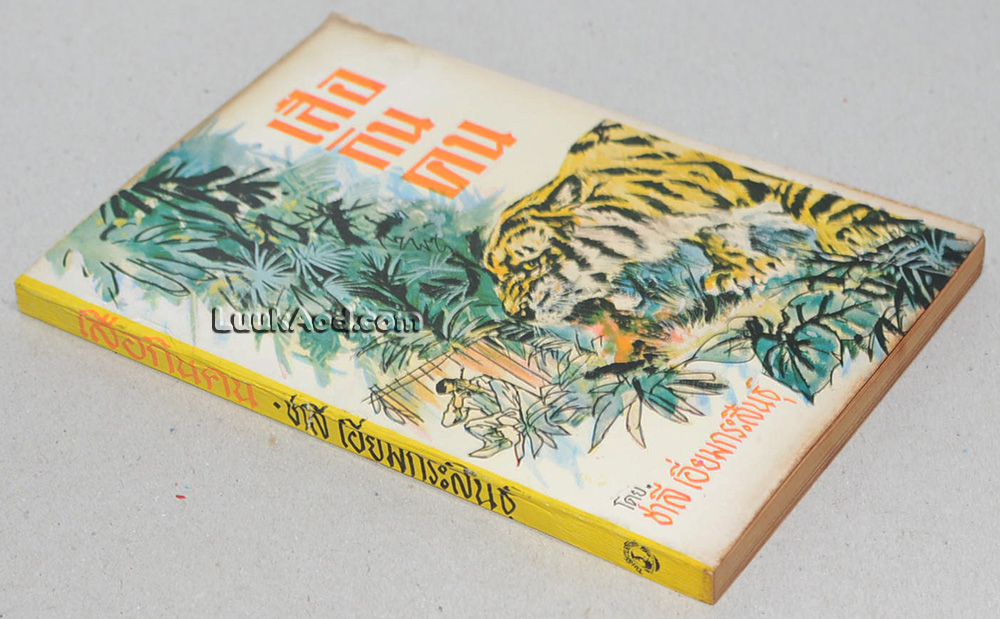 เสือ
กิน
คน
โดย.
ชาลี เอี่ยมกระสินธุ์
เสือกินคน • ชาลี เอี่ยมกระสินธุ์
LuukAod.com